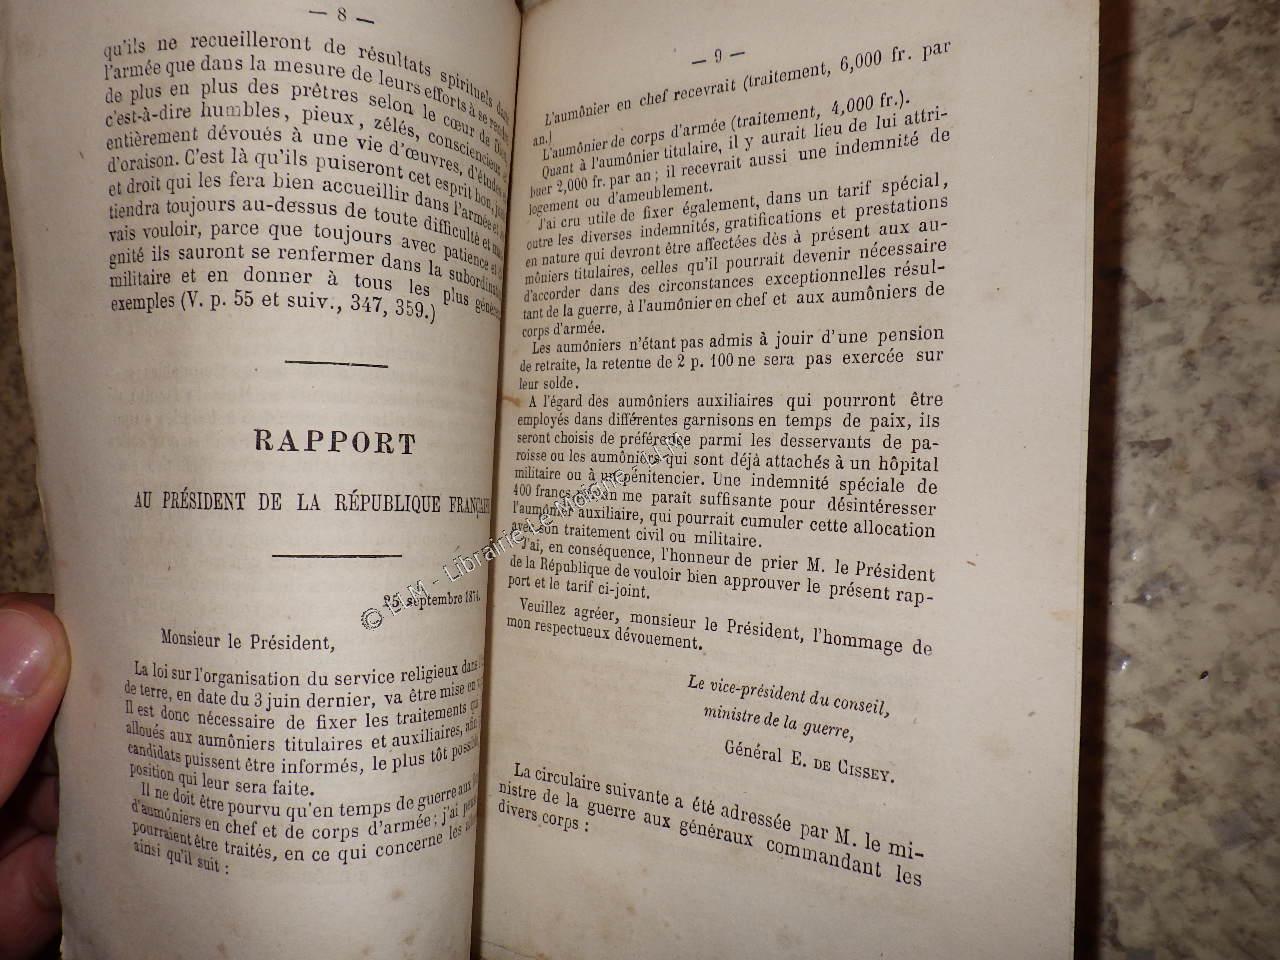 — 8 —
qu'ils ne recueilleront de résultats spirituels dans
l'armée que dans la mesure de leurs efforts à se rendre
de plus en plus des prêtres selon le cœur de Dieu,
c'est-à-dire humbles, pieux, zélés, consciencieux et
entièrement dévoués à une vie d'œuvres, d'études
d'oraison. C'est là qu'ils puiseront cet esprit bon,
et droit qui les fera bien accueillir dans l'armée et
tiendra toujours au-dessus de toute difficulté et
vais vouloir, parce que toujours avec patience et
gnité ils sauront se renfermer dans la
militaire et en donner à tous les plus
exemples (V. p. 55 et suiv., 347, 359.)
RAPPORT
AU PRÉSIDENT DE LA RÉPUBLIQUE
25 septembre
Monsieur le Président,
La loi sur l'organisation du service religieux dans
de terre, en date du 3 juin dernier, va être mise en
Il est donc nécessaire de fixer les traitements qui
alloués aux aumôniers titulaires et auxiliaires, afin
candidats puissent être informés, le plus tôt
position qui leur sera faite.
Il ne doit être pourvu qu'en temps de guerre aux
d'aumôniers en chef et de corps d'armée; j'ai
pourraient être traités, en ce qui concerne les
ainsi qu'il suit :
— 9 —
L'aumônier en chef recevrait (traitement, 6,000 fr. par
an.)
L'aumônier de corps d'armée (traitement, 4,000 fr.).
Quant à l'aumônier titulaire, il y aurait lieu de lui attri-
buer 2,000 fr. par an; il recevrait aussi une indemnité de
logement ou d'ameublement.
J'ai cru utile de fixer également, dans un tarif spécial,
outre les diverses indemnités, gratifications et prestations
en nature qui devront être affectées dès à présent aux au-
môniers titulaires, celles qu'il pourrait devenir nécessaire
d'accorder dans des circonstances exceptionnelles résul-
tant de la guerre, à l'aumônier en chef et aux aumôniers de
corps d'armée.
Les aumôniers n'étant pas admis à jouir d'une pension
de retraite, la retenue de 2 p. 100 ne sera pas exercée sur
leur solde.
A l'égard des aumôniers auxiliaires qui pourront être
employés dans différentes garnisons en temps de paix, ils
seront choisis de préférence parmi les desservants de pa-
roisse ou les aumôniers qui sont déjà attachés à un hôpital
militaire ou à un pénitencier. Une indemnité spéciale de
400 francs par an me paraît suffisante pour désintéresser
l'aumônier auxiliaire, qui pourrait cumuler cette allocation
avec son traitement civil ou militaire.
J'ai, en conséquence, l'honneur de prier M. le Président
de la République de vouloir bien approuver le présent rap-
port et le tarif ci-joint.
Veuillez agréer, monsieur le Président, l'hommage de
mon respectueux dévouement.
Le vice-président du conseil,
ministre de la guerre,
Général E. DE CISSEY.
La circulaire suivante a été adressée par M. le mi-
nistre de la guerre aux généraux commandant les
divers corps :
© LLM - Librairie Le Moigne - LLM